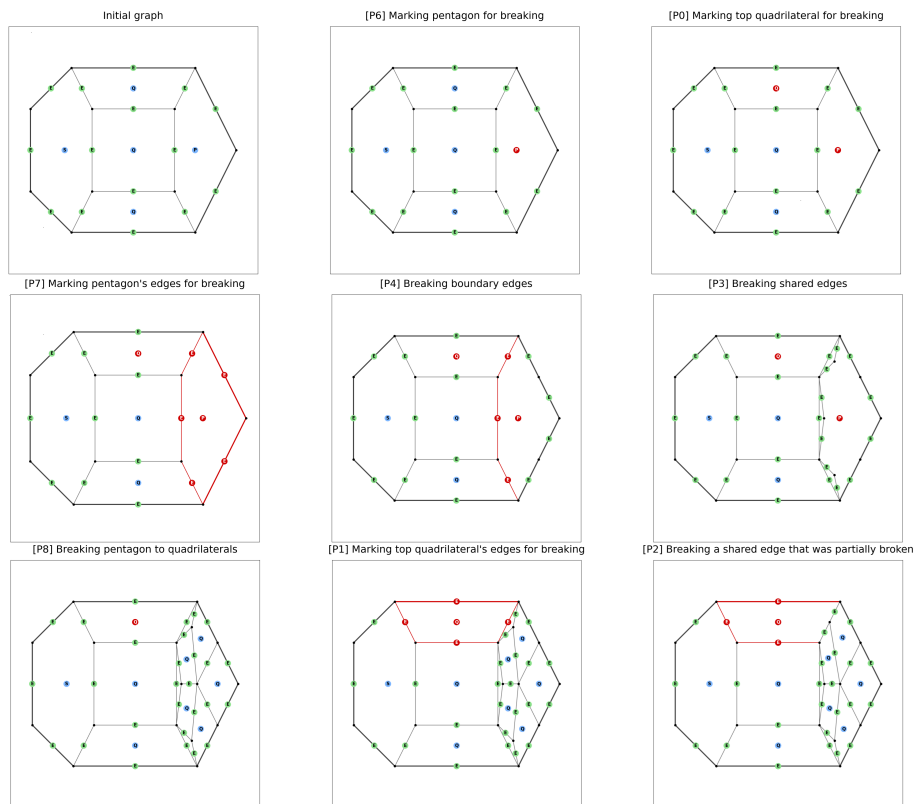 Initial graph
E
E E Q E
E E
E S E Q E P
E E
E E Q E
E
[P6] Marking pentagon for breaking
E
E E Q E
E E
E S E Q E P
E E
E E Q E
E
[P0] Marking top quadrilateral for breaking
E
E E Q E
E E
E S E Q E P
E E
E E Q E
E
[P7] Marking pentagon's edges for breaking
E
E E Q E
E E
E S E Q E P
E E
E E Q E
E
[P4] Breaking boundary edges
E
E E Q E E
E E
E S E Q E P
E E
E E Q E E
E
[P3] Breaking shared edges
E
E
E E Q E E
E E
E E
E S E Q E P
E E
E E
E E Q E E
E
E
[P8] Breaking pentagon to quadrilaterals
E
E
E E Q E E
E Q
E
Q E
E E E
E S E Q E E Q
E Q E E E
E Q
E
E E Q E E
E
E
[P1] Marking top quadrilateral's edges for breaking
E
E
E Q E E
E Q
E
Q E
E E E
E S E Q E E Q
E Q E E E
E Q
E
E E Q E E
E
E
[P2] Breaking a shared edge that was partially broken
E
E
E Q E
E Q
E
Q E
E E E
E S E Q E E Q
E Q E E E
E Q
E
E E Q E E
E
E